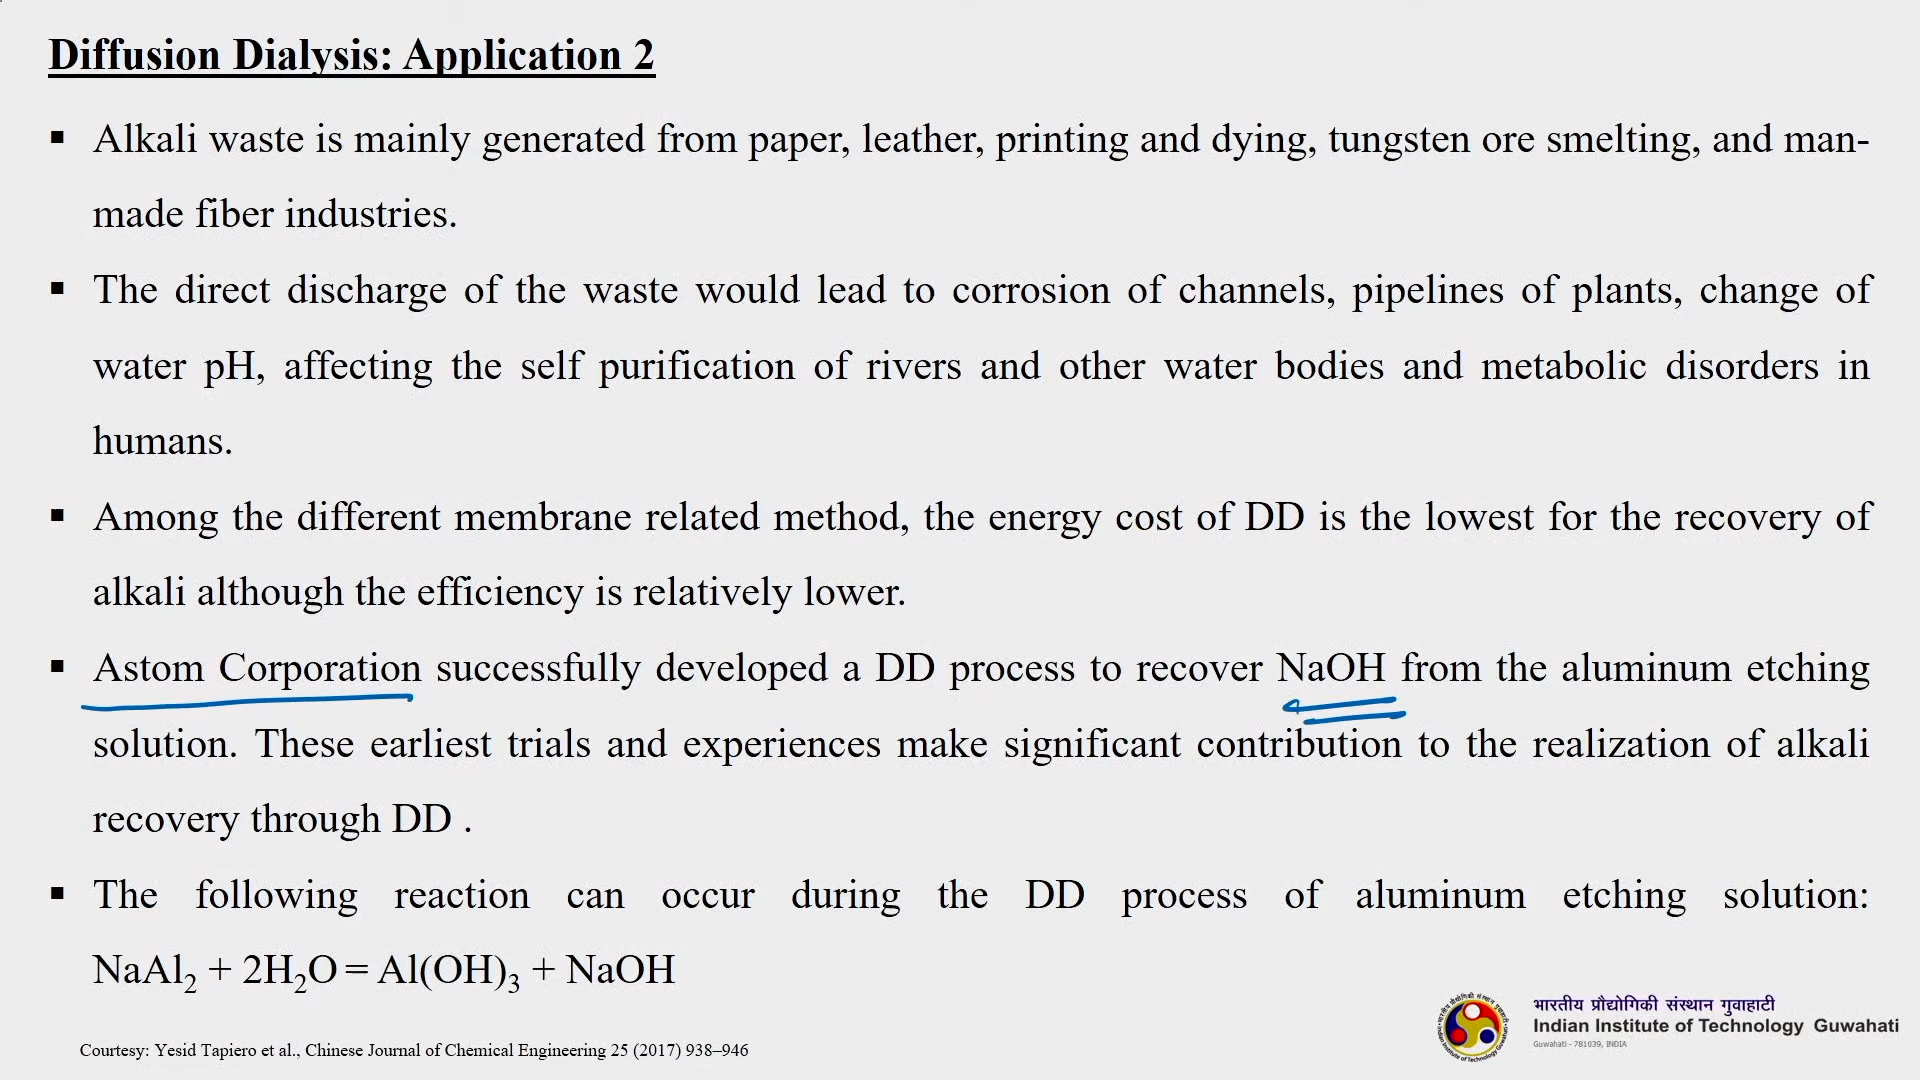 Diffusion Dialysis: Application 2
▪ Alkali waste is mainly generated from paper, leather, printing and dying, tungsten ore smelting, and man-
made fiber industries.
▪ The direct discharge of the waste would lead to corrosion of channels, pipelines of plants, change of
water pH, affecting the self purification of rivers and other water bodies and metabolic disorders in
humans.
▪ Among the different membrane related method, the energy cost of DD is the lowest for the recovery of
alkali although the efficiency is relatively lower.
▪ Astom Corporation successfully developed a DD process to recover NaOH from the aluminum etching
solution. These earliest trials and experiences make significant contribution to the realization of alkali
recovery through DD .
▪ The following reaction can occur during the DD process of aluminum etching solution:
NaAl₂ + 2H₂O = Al(OH)₃ + NaOH
भारतीय प्रौद्योगिकी संस्थान गुवाहाटी
Indian Institute of Technology Guwahati
Guwahati - 781039, INDIA
Courtesy: Yesid Tapiero et al., Chinese Journal of Chemical Engineering 25 (2017) 938–946